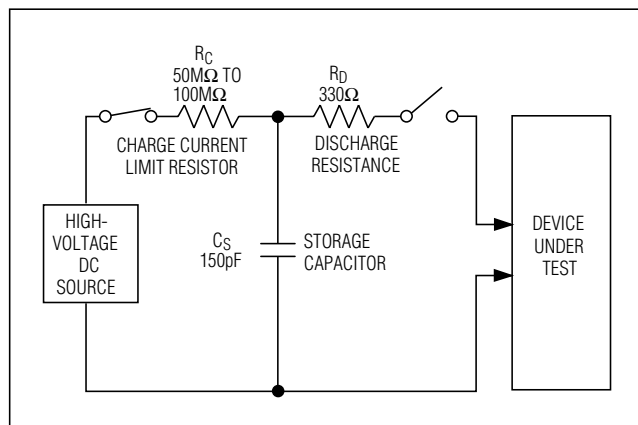 R_C
50MΩ TO
100MΩ
CHARGE CURRENT
LIMIT RESISTOR
R_D
330Ω
DISCHARGE
RESISTANCE
HIGH-
VOLTAGE
DC
SOURCE
C_S
150pF
STORAGE
CAPACITOR
DEVICE
UNDER
TEST